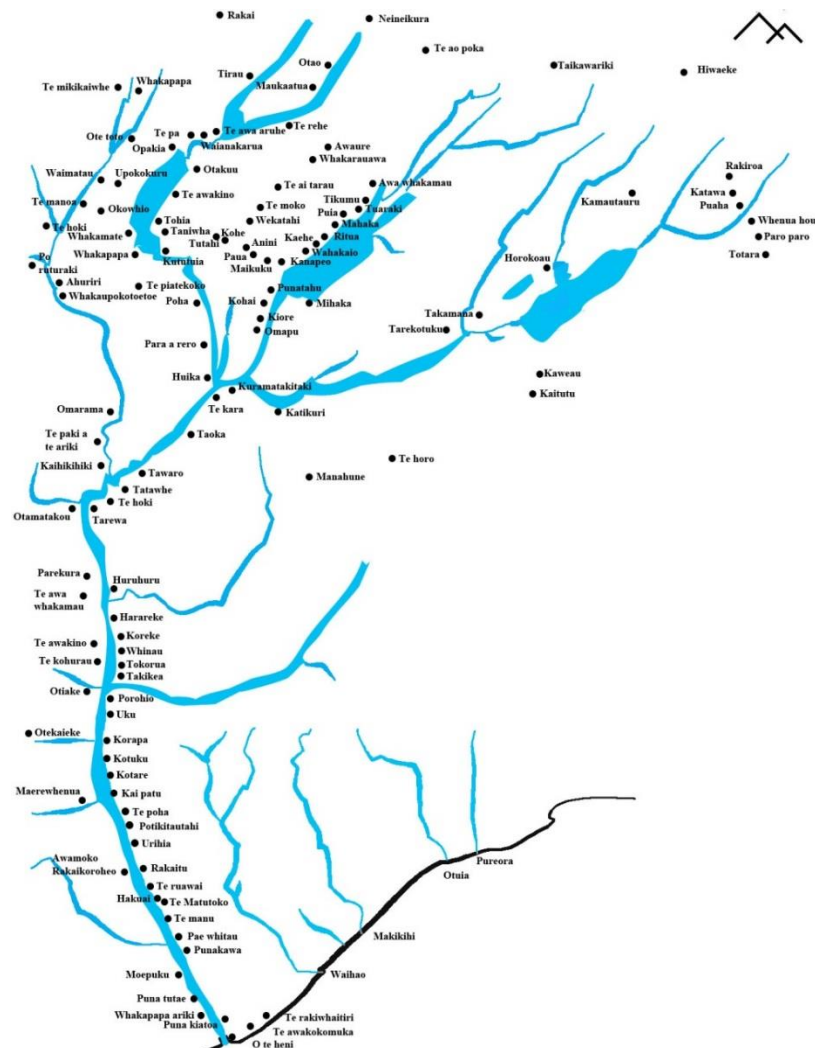 Rakai
Neineikura
Te ao poka
Otao
Taikawariki
Hiwaeke
Tirau
Maukaatua
Te mikikaiwhe
Whakapapa
Te rehe
Te pa
Te awa aruhe
Waianakarua
Ote toto
Opakia
Awaure
Whakarauawa
Otakuu
Waimatau
Upokokuru
Te ai tarau
Awa whakamau
Rakiroa
Te awakino
Kamautauru
Katawa
Tikumu
Te manoa
Okowhio
Te moko
Tuaraki
Puaha
Puia
Tohia
Wekatahi
Mahaka
Whenua hou
Te hoki
Whakamate
Taniwha
Kohe
Tutahi
Kaehe
Ritua
Paro paro
Anini
Wahakaio
Whakapapa
Kutufuia
Paua
Totara
Maikuku
Kanapeo
Po
ruturaki
Horokoau
Ahuriri
Te piatekoko
Punatahu
Whakaupokotoetoe
Poha
Kohai
Mihaka
Takamana
Kiore
Omapu
Tarekotuku
Para a rero
Huika
Kaweau
Kuramatakitaki
Kaitutu
Te kara
Omarama
Katikuri
Te paki a
te ariki
Taoka
Te horo
Kaihikihiki
Tawaro
Manahune
Tatawhe
Te hoki
Otamatakou
Tarewa
Parekura
Huruhuru
Te awa
whakamau
Harareke
Koreke
Te awakino
Whinau
Te kohurau
Tokorua
Takikea
Otiake
Porohio
Uku
Otekaieke
Korapa
Kotuku
Kotare
Maerewhenua
Kai patu
Te poha
Potikitautahi
Urihia
Awamoko
Rakaikoroheo
Rakaitu
Pureora
Otuia
Te ruawai
Hakuai
Te Matutoko
Te manu
Makikihi
Pae whitau
Punakawa
Moepuku
Waihao
Puna tutae
Whakapapa ariki
Te rakiwhaitiri
Puna kiatoa
Te awakokomuka
O te heni